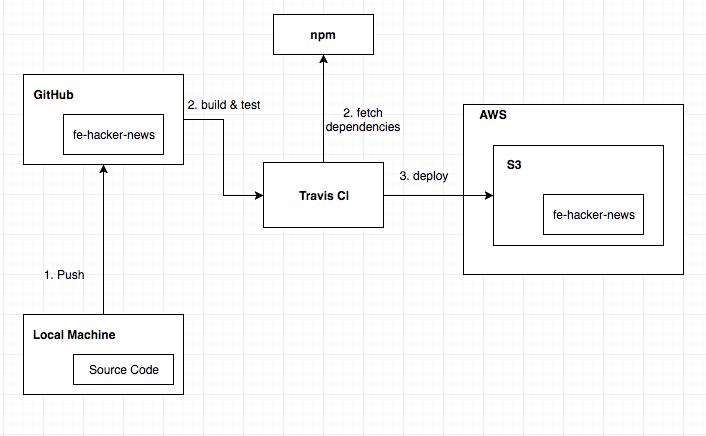 npm
GitHub
fe-hacker-news
2. build & test
2. fetch
dependencies
AWS
S3
fe-hacker-news
Travis CI
3. deploy
1. Push
Local Machine
Source Code